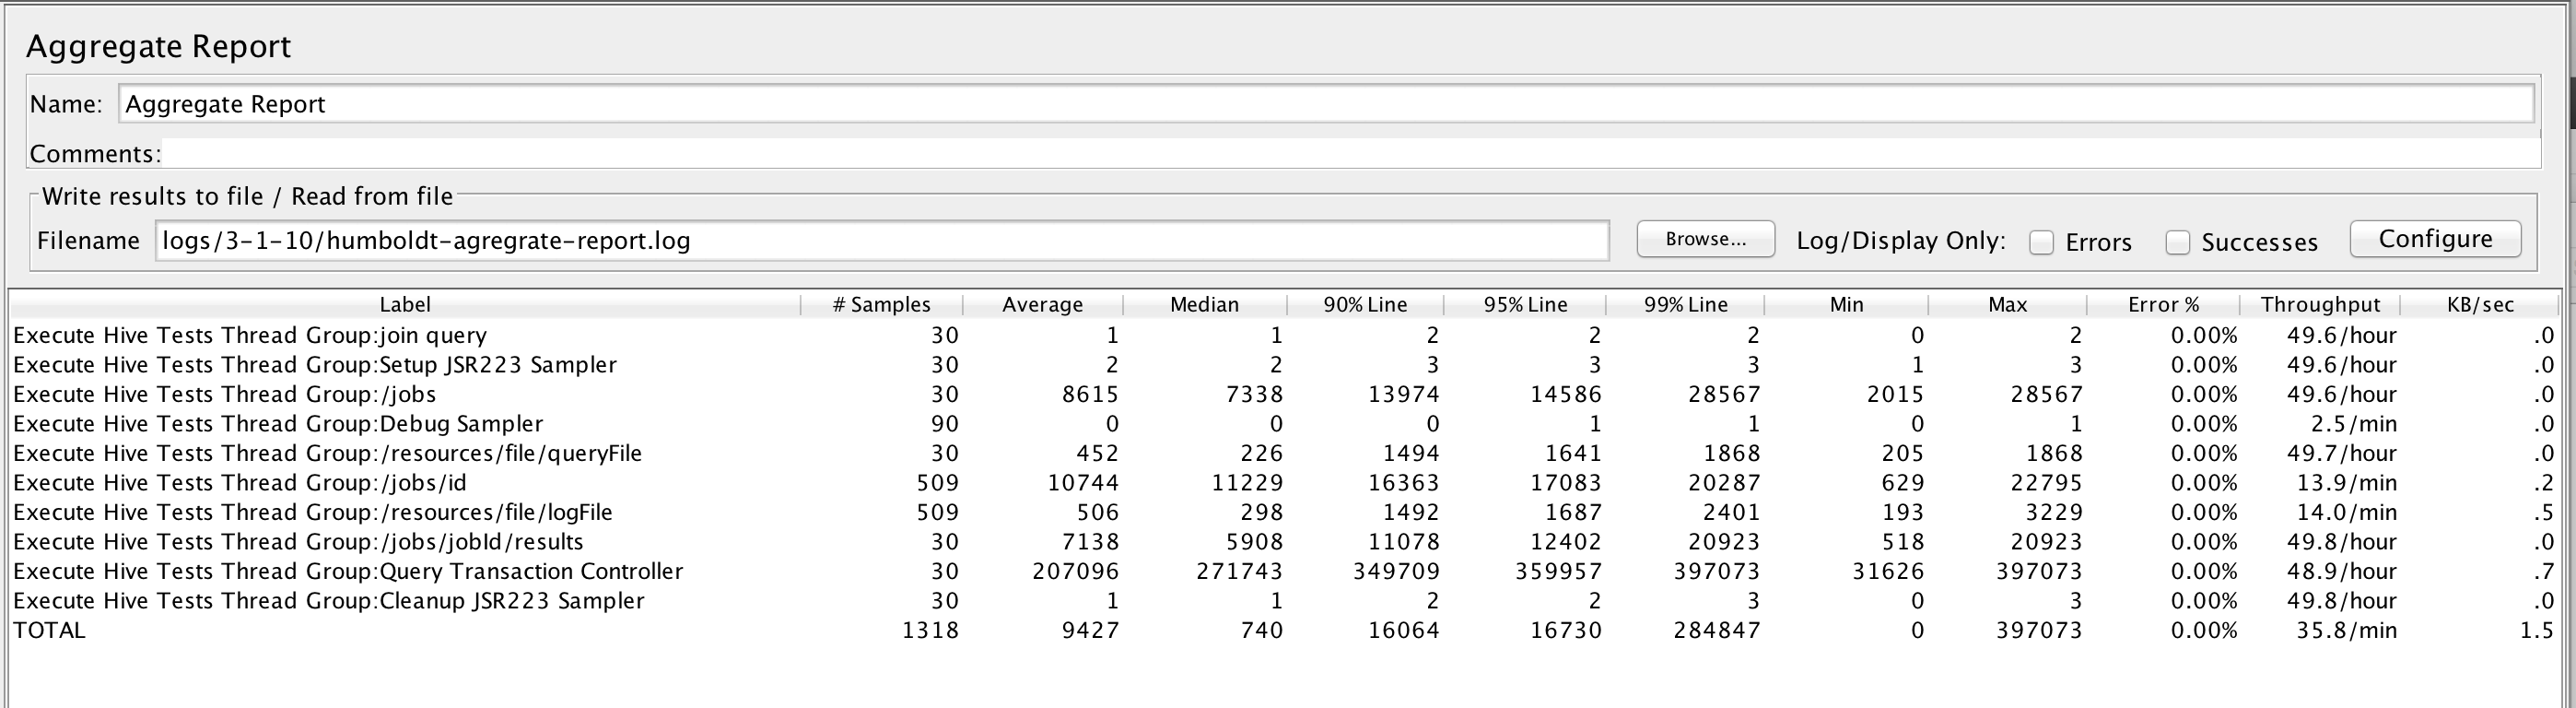 Aggregate Report
Name: Aggregate Report
Comments:
Write results to file / Read from file
Filename logs/3-1-10/humboldt-agregrate-report.log Browse... Log/Display Only: Errors Successes Configure
Label # Samples Average Median 90% Line 95% Line 99% Line Min Max Error % Throughput KB/sec
Execute Hive Tests Thread Group:join query 30 1 1 2 2 2 0 2 0.00% 49.6/hour .0
Execute Hive Tests Thread Group:Setup JSR223 Sampler 30 2 2 3 3 3 1 3 0.00% 49.6/hour .0
Execute Hive Tests Thread Group:/jobs 30 8615 7338 13974 14586 28567 2015 28567 0.00% 49.6/hour .0
Execute Hive Tests Thread Group:Debug Sampler 90 0 0 0 1 1 0 1 0.00% 2.5/min .0
Execute Hive Tests Thread Group:/resources/file/queryFile 30 452 226 1494 1641 1868 205 1868 0.00% 49.7/hour .0
Execute Hive Tests Thread Group:/jobs/id 509 10744 11229 16363 17083 20287 629 22795 0.00% 13.9/min .2
Execute Hive Tests Thread Group:/resources/file/logFile 509 506 298 1492 1687 2401 193 3229 0.00% 14.0/min .5
Execute Hive Tests Thread Group:/jobs/jobId/results 30 7138 5908 11078 12402 20923 518 20923 0.00% 49.8/hour .0
Execute Hive Tests Thread Group:Query Transaction Controller 30 207096 271743 349709 359957 397073 31626 397073 0.00% 48.9/hour .7
Execute Hive Tests Thread Group:Cleanup JSR223 Sampler 30 1 1 2 2 3 0 3 0.00% 49.8/hour .0
TOTAL 1318 9427 740 16064 16730 284847 0 397073 0.00% 35.8/min 1.5